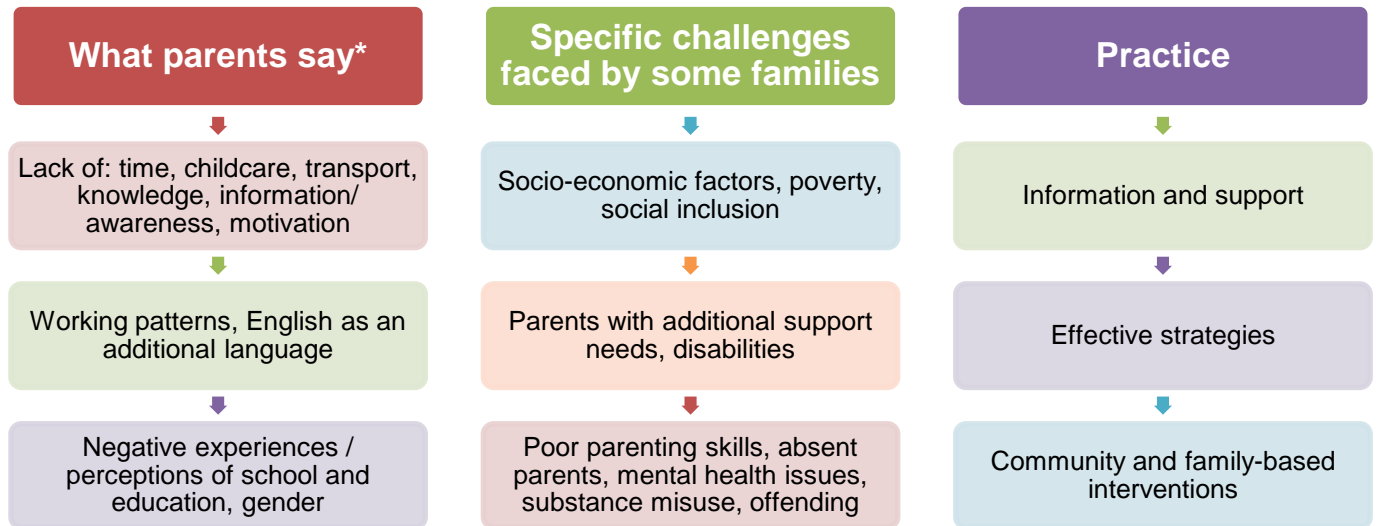 What parents say*
Lack of: time, childcare, transport,
knowledge, information/
awareness, motivation
Working patterns, English as an
additional language
Negative experiences /
perceptions of school and
education, gender
Specific challenges
faced by some families
Socio-economic factors, poverty,
social inclusion
Parents with additional support
needs, disabilities
Poor parenting skills, absent
parents, mental health issues,
substance misuse, offending
Practice
Information and support
Effective strategies
Community and family-based
interventions